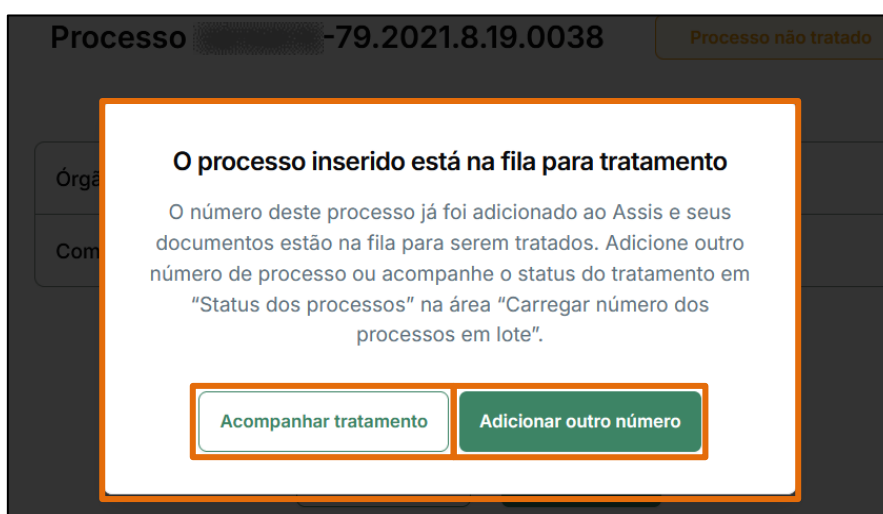 Processo -79.2021.8.19.0038
Processo não tratado
O processo inserido está na fila para tratamento
Órgã
O número deste processo já foi adicionado ao Assis e seus
documentos estão na fila para serem tratados. Adicione outro
Com
número de processo ou acompanhe o status do tratamento em
“Status dos processos” na área “Carregar número dos
processos em lote”.
Acompanhar tratamento
Adicionar outro número